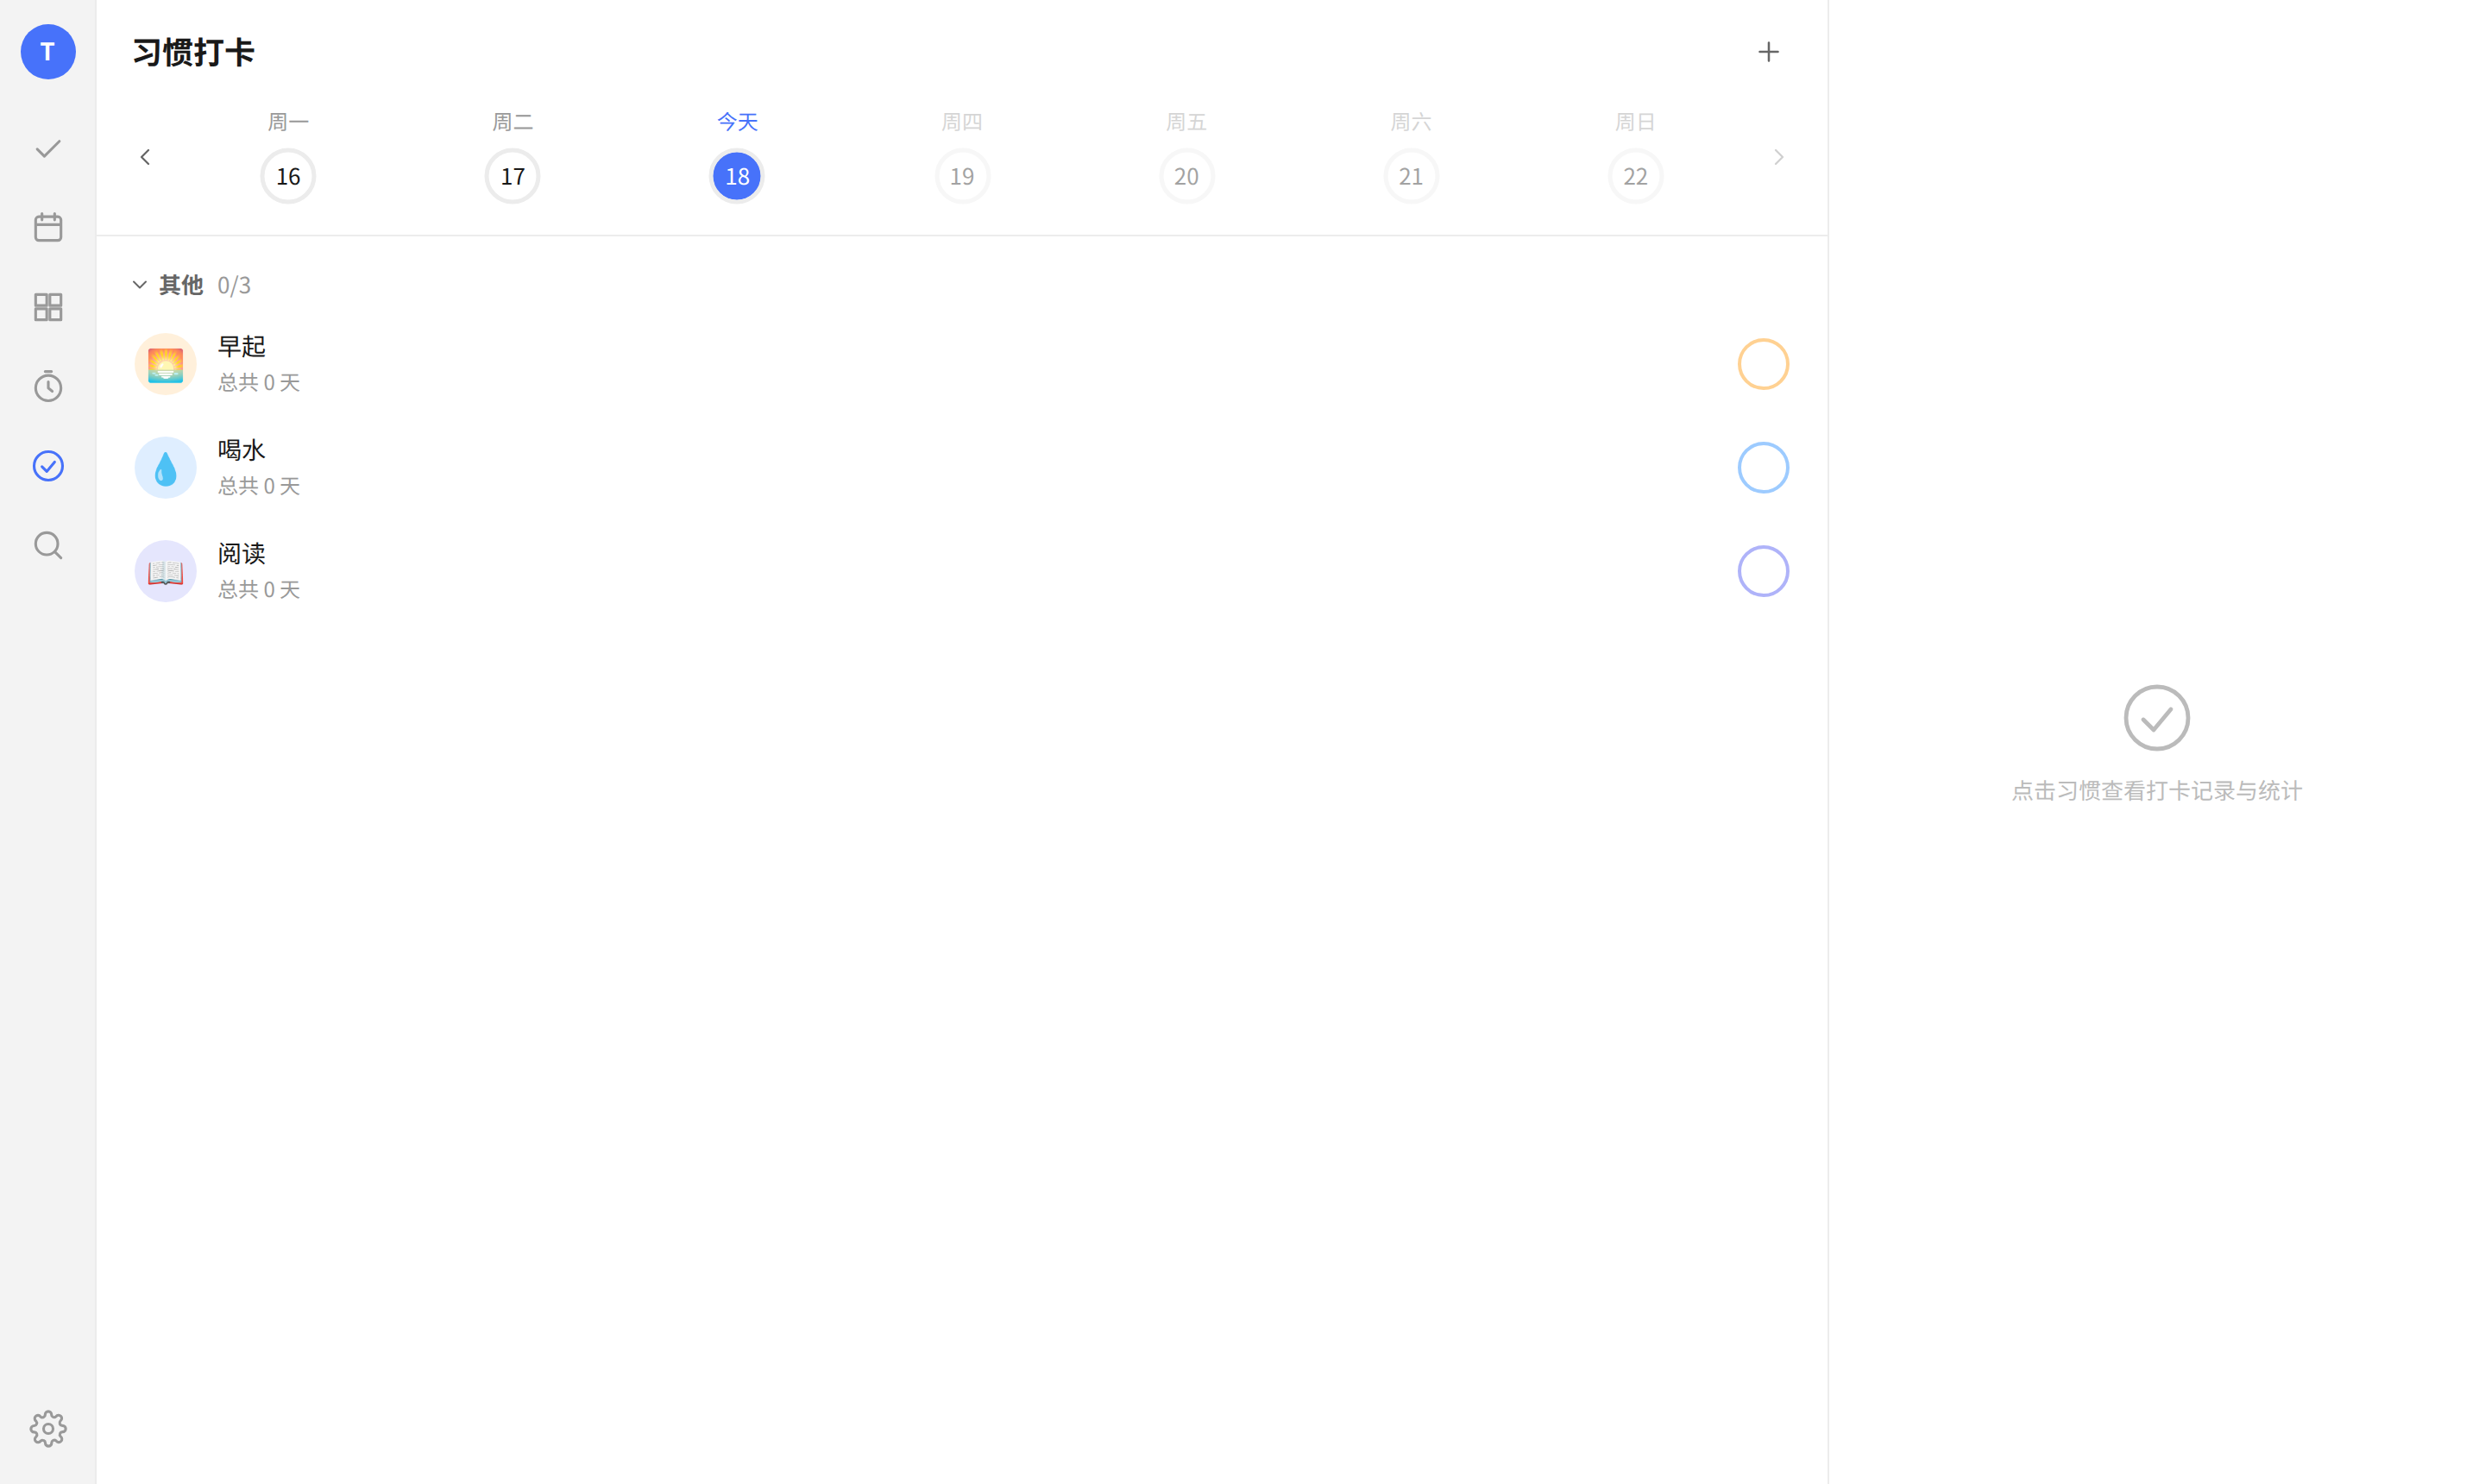 T
习惯打卡
周一 周二 今天 周四 周五 周六 周日
16 17 18 19 20 21 22
其他 0/3
早起
总共 0 天
喝水
总共 0 天
阅读
总共 0 天
点击习惯查看打卡记录与统计